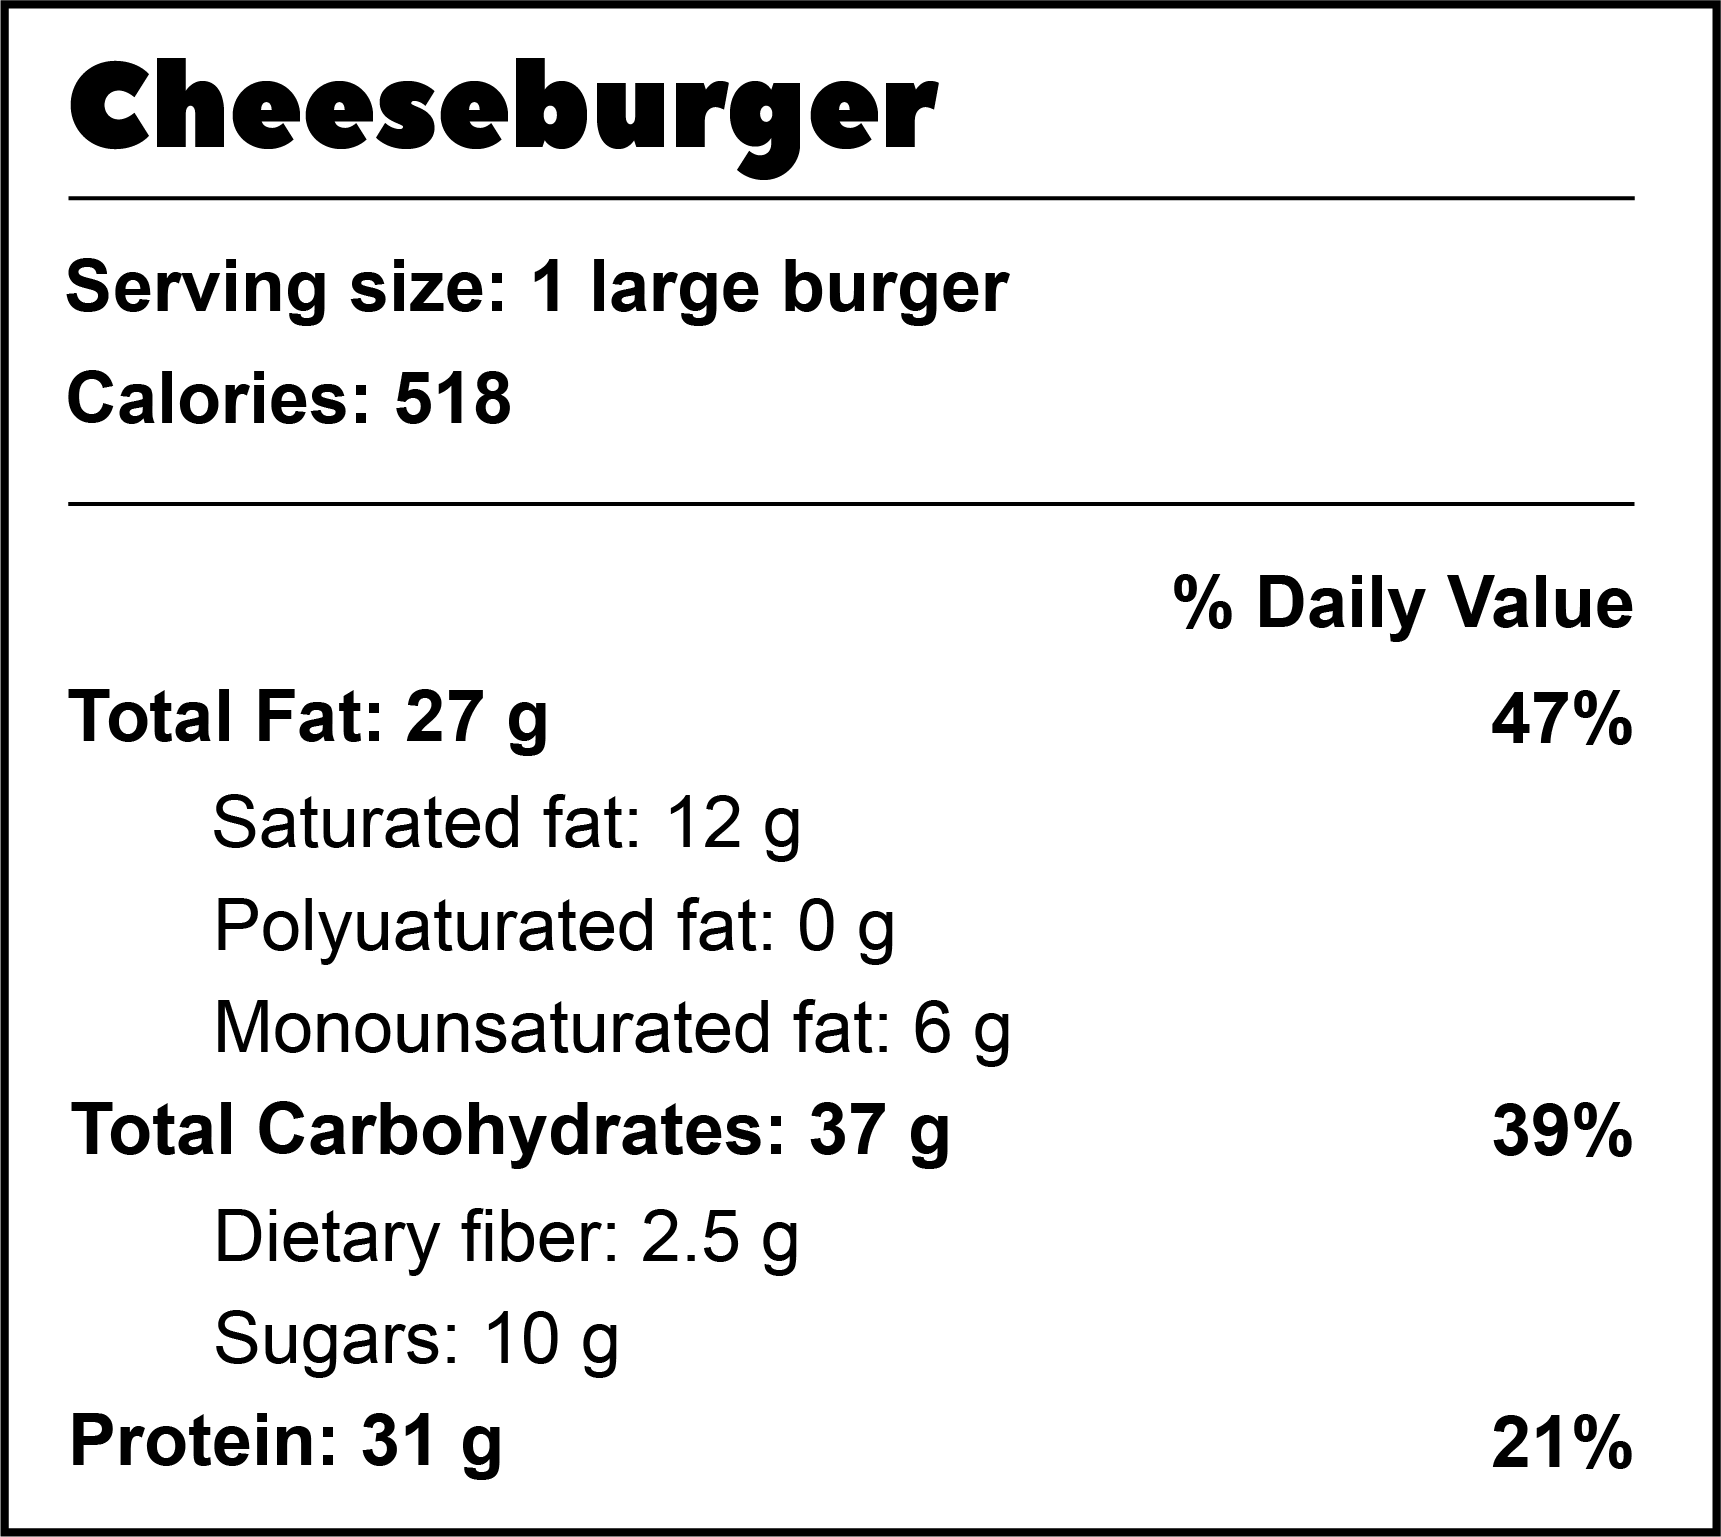 Cheeseburger
Serving size: 1 large burger
Calories: 518
% Daily Value
Total Fat: 27 g 47%
Saturated fat: 12 g
Polyuaturated fat: 0 g
Monounsaturated fat: 6 g
Total Carbohydrates: 37 g 39%
Dietary fiber: 2.5 g
Sugars: 10 g
Protein: 31 g 21%